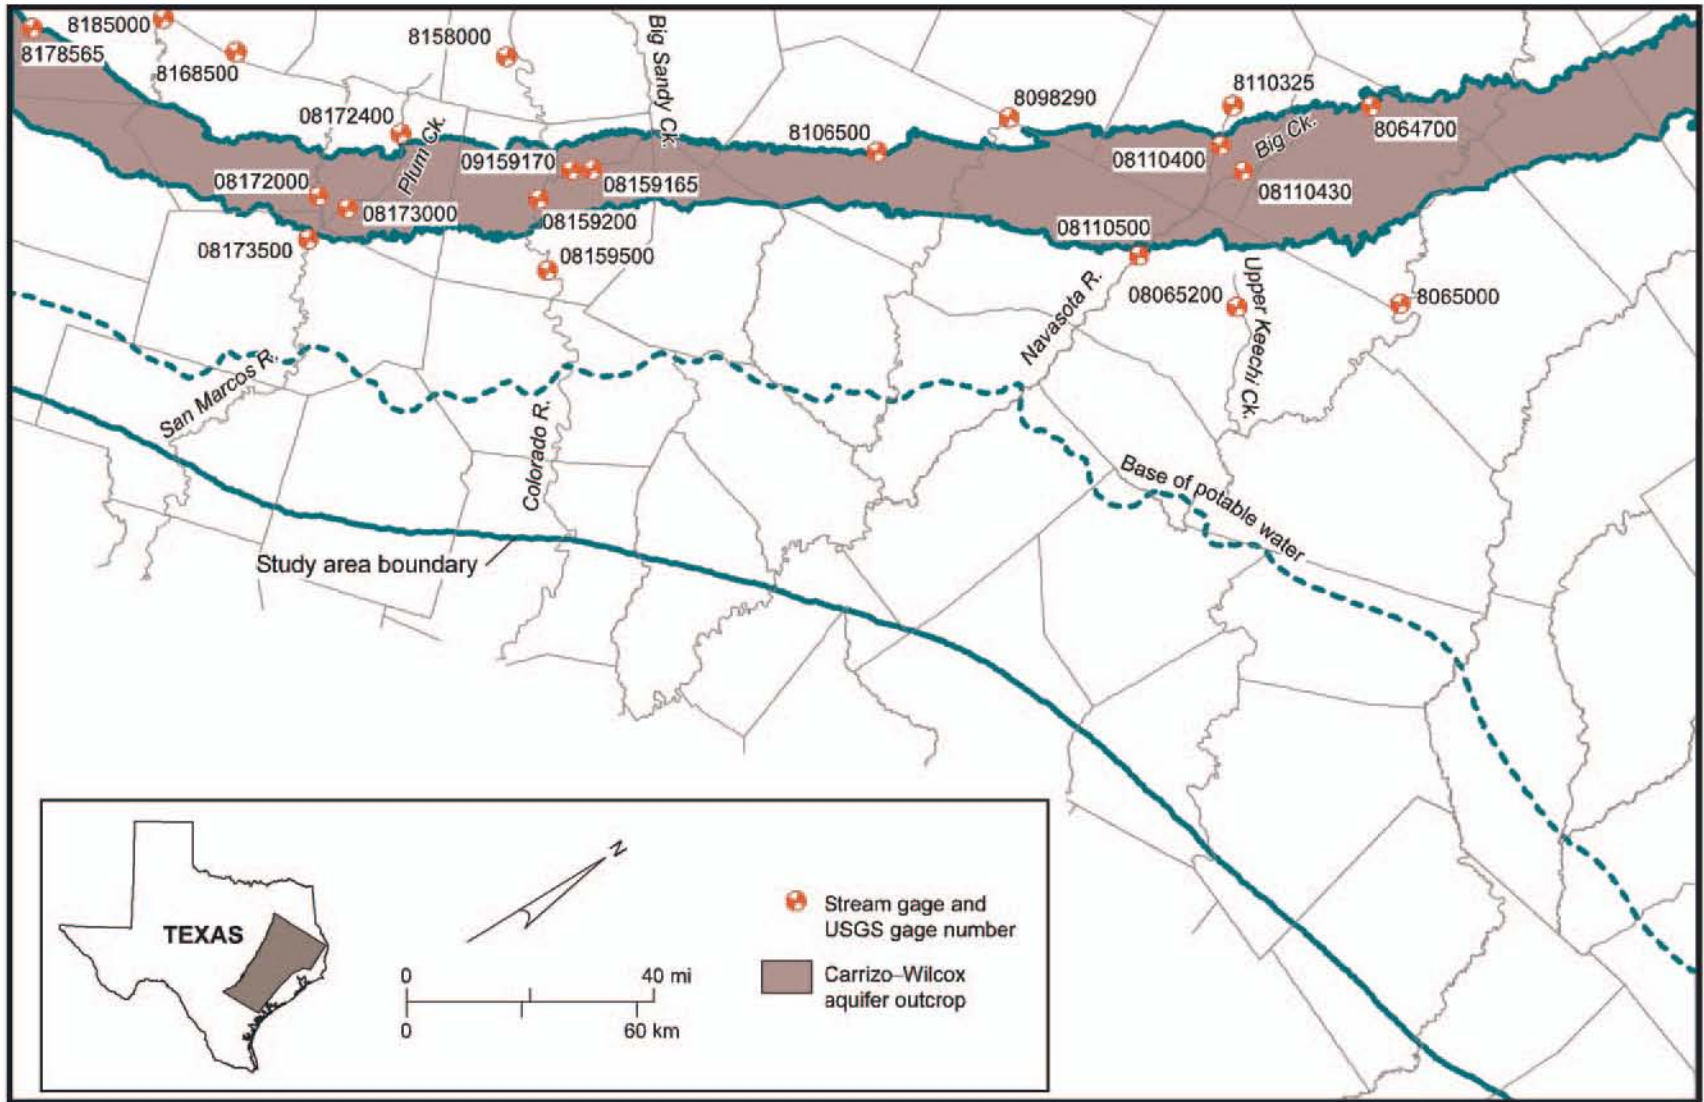 8185000
8178565
8168500
8158000
Big Sandy Ck.
08172400
Plum Ck.
8106500
8098290
8110325
8064700
Big Ck.
09159170
08110400
08172000
08159165
08110430
08173000
08159200
08110500
08173500
08159500
08065200
8065000
Navasota R.
Upper Keechi Ck.
San Marcos R.
Colorado R.
Base of potable water
Study area boundary
TEXAS
N
0
40 mi
0
60 km
Stream gage and
USGS gage number
Carrizo–Wilcox
aquifer outcrop